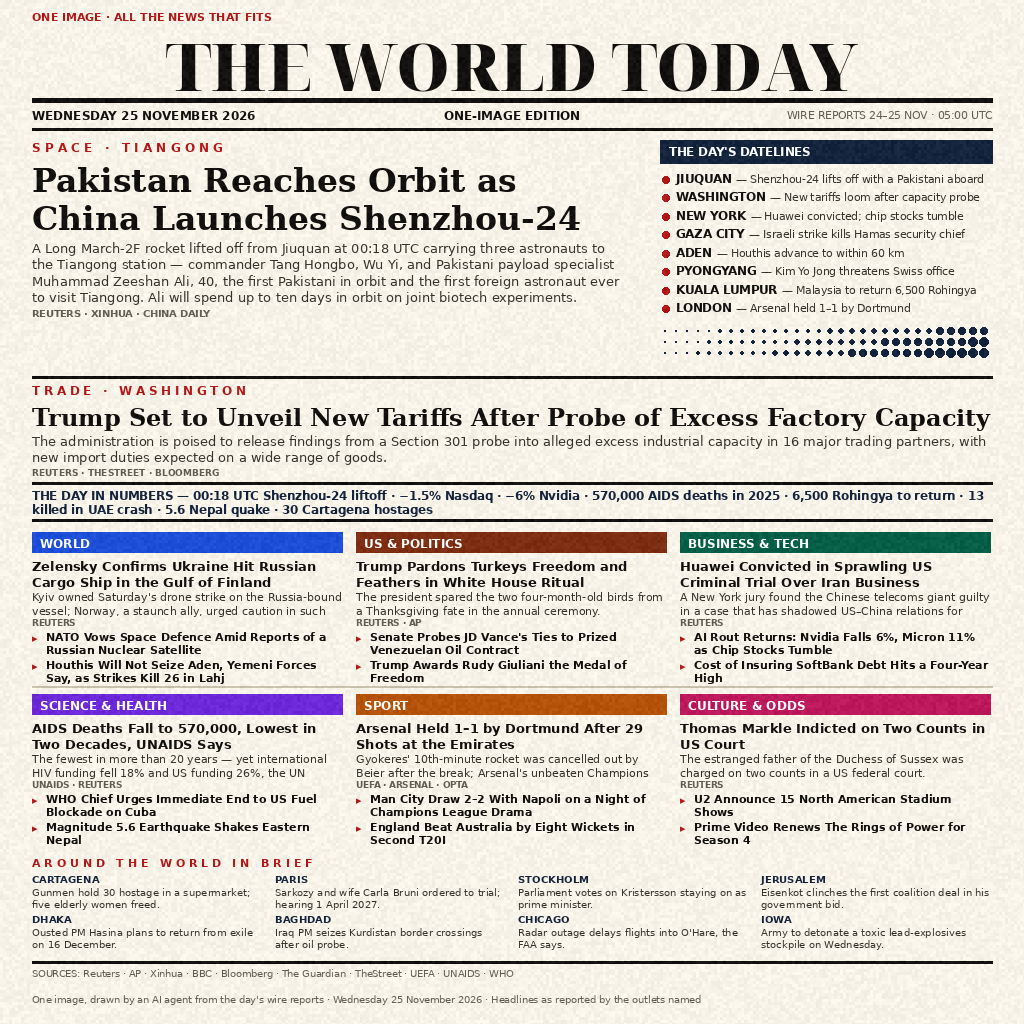 ONE IMAGE · ALL THE NEWS THAT FITS
THE WORLD TODAY
WEDNESDAY 25 NOVEMBER 2026
ONE-IMAGE EDITION
WIRE REPORTS 24–25 NOV · 05:00 UTC
SPACE · TIANGONG
Pakistan Reaches Orbit as
China Launches Shenzhou-24
A Long March-2F rocket lifted off from Jiuquan at 00:18 UTC carrying three astronauts to
the Tiangong station — commander Tang Hongbo, Wu Yi, and Pakistani payload specialist
Muhammad Zeeshan Ali, 40, the first Pakistani in orbit and the first foreign astronaut ever
to visit Tiangong. Ali will spend up to ten days in orbit on joint biotech experiments.
REUTERS · XINHUA · CHINA DAILY
THE DAY'S DATELINES
JIUQUAN — Shenzhou-24 lifts off with a Pakistani aboard
WASHINGTON — New tariffs loom after capacity probe
NEW YORK — Huawei convicted; chip stocks tumble
GAZA CITY — Israeli strike kills Hamas security chief
ADEN — Houthis advance to within 60 km
PYONGYANG — Kim Yo Jong threatens Swiss office
KUALA LUMPUR — Malaysia to return 6,500 Rohingya
LONDON — Arsenal held 1–1 by Dortmund
TRADE · WASHINGTON
Trump Set to Unveil New Tariffs After Probe of Excess Factory Capacity
The administration is poised to release findings from a Section 301 probe into alleged excess industrial capacity in 16 major trading partners, with
new import duties expected on a wide range of goods.
REUTERS · THESTREET · BLOOMBERG
THE DAY IN NUMBERS — 00:18 UTC Shenzhou-24 liftoff · −1.5% Nasdaq · −6% Nvidia · 570,000 AIDS deaths in 2025 · 6,500 Rohingya to return · 13
killed in UAE crash · 5.6 Nepal quake · 30 Cartagena hostages
WORLD
Zelensky Confirms Ukraine Hit Russian
Cargo Ship in the Gulf of Finland
Kyiv owned Saturday's drone strike on the Russia-bound
vessel; Norway, a staunch ally, urged caution in such
REUTERS
▸ NATO Vows Space Defence Amid Reports of a
Russian Nuclear Satellite
▸ Houthis Will Not Seize Aden, Yemeni Forces
Say, as Strikes Kill 26 in Lahj
US & POLITICS
Trump Pardons Turkeys Freedom and
Feathers in White House Ritual
The president spared the two four-month-old birds from
a Thanksgiving fate in the annual ceremony.
REUTERS · AP
▸ Senate Probes JD Vance's Ties to Prized
Venezuelan Oil Contract
▸ Trump Awards Rudy Giuliani the Medal of
Freedom
BUSINESS & TECH
Huawei Convicted in Sprawling US
Criminal Trial Over Iran Business
A New York jury found the Chinese telecoms giant guilty
in a case that has shadowed US–China relations for
REUTERS
▸ AI Rout Returns: Nvidia Falls 6%, Micron 11%
as Chip Stocks Tumble
▸ Cost of Insuring SoftBank Debt Hits a Four-Year
High
SCIENCE & HEALTH
AIDS Deaths Fall to 570,000, Lowest in
Two Decades, UNAIDS Says
The fewest in more than 20 years — yet international
HIV funding fell 18% and US funding 26%, the UN
UNAIDS · REUTERS
▸ WHO Chief Urges Immediate End to US Fuel
Blockade on Cuba
▸ Magnitude 5.6 Earthquake Shakes Eastern
Nepal
SPORT
Arsenal Held 1–1 by Dortmund After 29
Shots at the Emirates
Gyokeres' 10th-minute rocket was cancelled out by
Beier after the break; Arsenal's unbeaten Champions
UEFA · ARSENAL · OPTA
▸ Man City Draw 2–2 With Napoli on a Night of
Champions League Drama
▸ England Beat Australia by Eight Wickets in
Second T20I
CULTURE & ODDS
Thomas Markle Indicted on Two Counts in
US Court
The estranged father of the Duchess of Sussex was
charged on two counts in a US federal court.
REUTERS
▸ U2 Announce 15 North American Stadium
Shows
▸ Prime Video Renews The Rings of Power for
Season 4
AROUND THE WORLD IN BRIEF
CARTAGENA
Gunmen hold 30 hostage in a supermarket;
five elderly women freed.
PARIS
Sarkozy and wife Carla Bruni ordered to trial;
hearing 1 April 2027.
STOCKHOLM
Parliament votes on Kristersson staying on as
prime minister.
JERUSALEM
Eisenkot clinches the first coalition deal in his
government bid.
DHAKA
Ousted PM Hasina plans to return from exile
on 16 December.
BAGHDAD
Iraq PM seizes Kurdistan border crossings
after oil probe.
CHICAGO
Radar outage delays flights into O'Hare, the
FAA says.
IOWA
Army to detonate a toxic lead-explosives
stockpile on Wednesday.
SOURCES: Reuters · AP · Xinhua · BBC · Bloomberg · The Guardian · TheStreet · UEFA · UNAIDS · WHO
One image, drawn by an AI agent from the day's wire reports · Wednesday 25 November 2026 · Headlines as reported by the outlets named